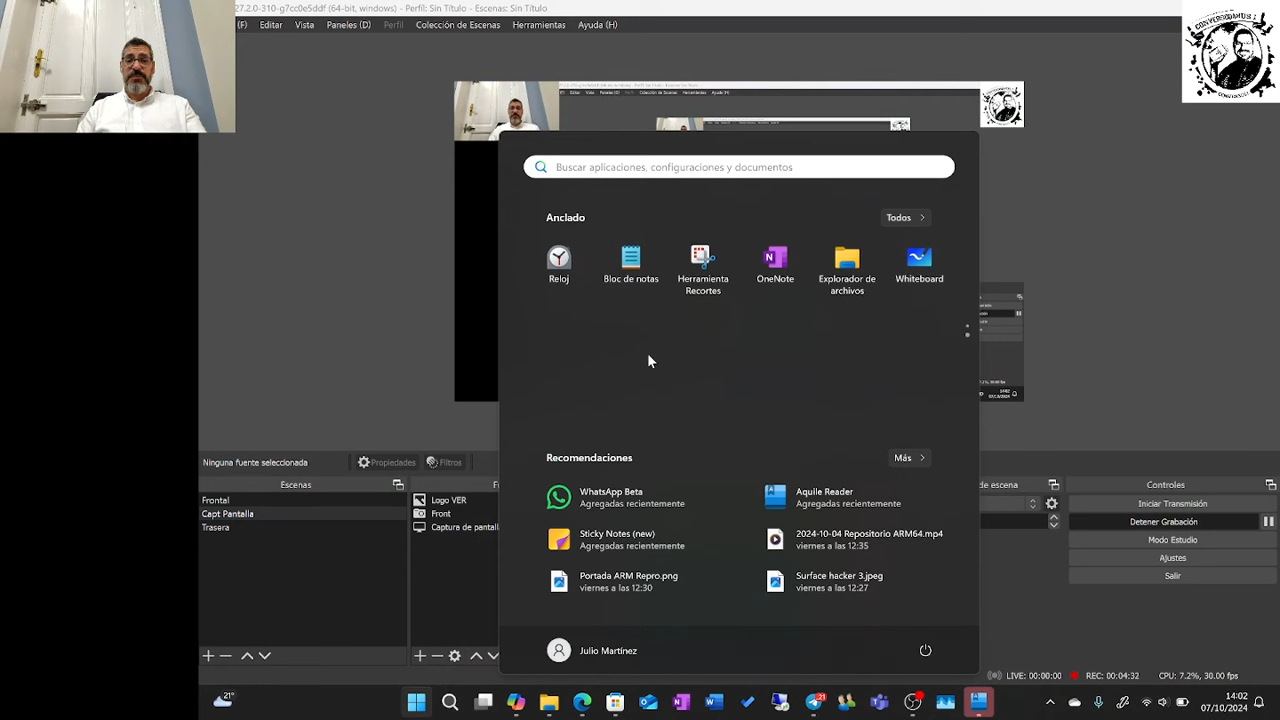 27.2.0-310-g7cc0e5ddf (64-bit, windows) - Perfil: Sin Título - Escenas: Sin Título
(F) Editar Vista Paneles (D) Perfil Colección de Escenas Herramientas Ayuda (H)
CONVERSAMOS
Buscar aplicaciones, configuraciones y documentos
Anclado
Todos
Reloj
Bloc de notas
Herramienta
Recortes
OneNote
Explorador de
archivos
Whiteboard
Recomendaciones
Más
WhatsApp Beta
Agregadas recientemente
Aquile Reader
Agregadas recientemente
Sticky Notes (new)
Agregadas recientemente
2024-10-04 Repositorio ARM64.mp4
viernes a las 12:35
Portada ARM Repro.png
viernes a las 12:30
Surface hacker 3.jpeg
viernes a las 12:27
Julio Martínez
Ninguna fuente seleccionada
Propiedades
Filtros
Escenas
Frontal
Capt Pantalla
Trasera
Logo VER
Front
Captura de pantall
de escena
Controles
Iniciar Transmisión
Detener Grabación
Modo Estudio
Ajustes
Salir
LIVE: 00:00:00
REC: 00:04:32
CPU: 7.2%, 30.00 fps
21°
21
14:02
07/10/2024